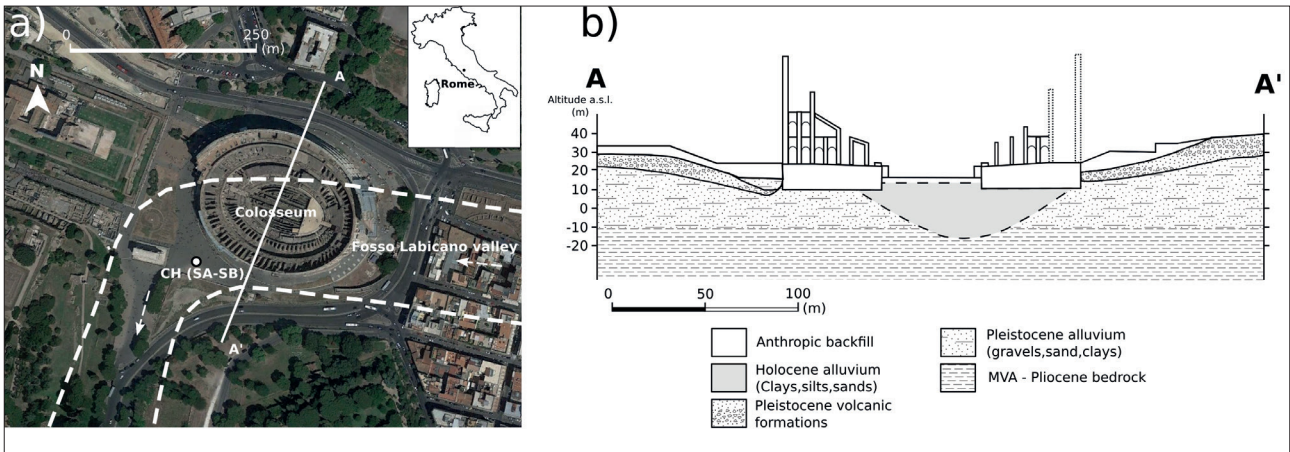 a)
0 250
(m)
N
A
Rome
Colosseum
Fosso Labicano valley
CH (SA-SB)
A'
b)
A
A'
Altitude a.s.l.
(m)
40
30
20
10
0
-10
-20
0 50 100
(m)
Anthropic backfill
Holocene alluvium
(Clays,silts,sands)
Pleistocene volcanic
formations
Pleistocene alluvium
(gravels,sand,clays)
MVA - Pliocene bedrock